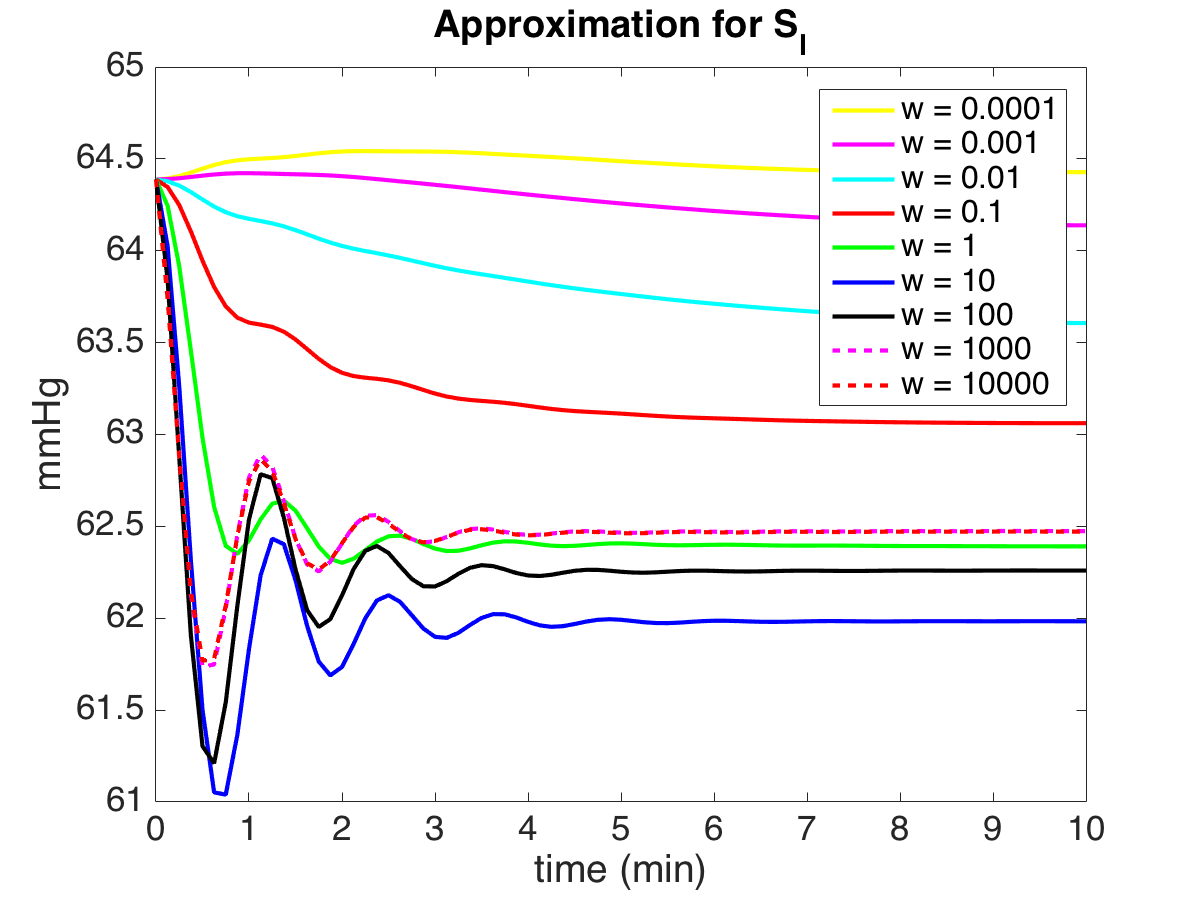 Approximation for S_I
mmHg
65
64.5
64
63.5
63
62.5
62
61.5
61
w = 0.0001
w = 0.001
w = 0.01
w = 0.1
w = 1
w = 10
w = 100
w = 1000
w = 10000
0 1 2 3 4 5 6 7 8 9 10
time (min)